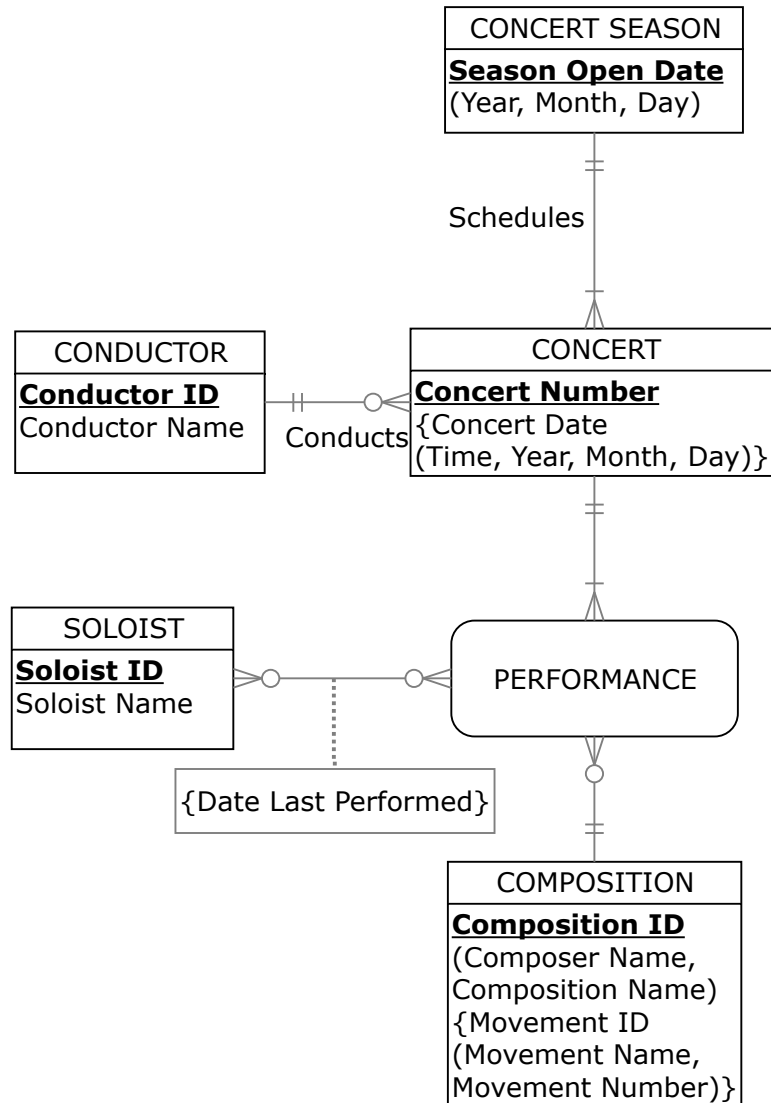 CONCERT SEASON
Season Open Date
(Year, Month, Day)
Schedules
CONDUCTOR
Conductor ID
Conductor Name
Conducts
CONCERT
Concert Number
{Concert Date
(Time, Year, Month, Day)}
SOLOIST
Soloist ID
Soloist Name
PERFORMANCE
{Date Last Performed}
COMPOSITION
Composition ID
(Composer Name,
Composition Name)
{Movement ID
(Movement Name,
Movement Number)}